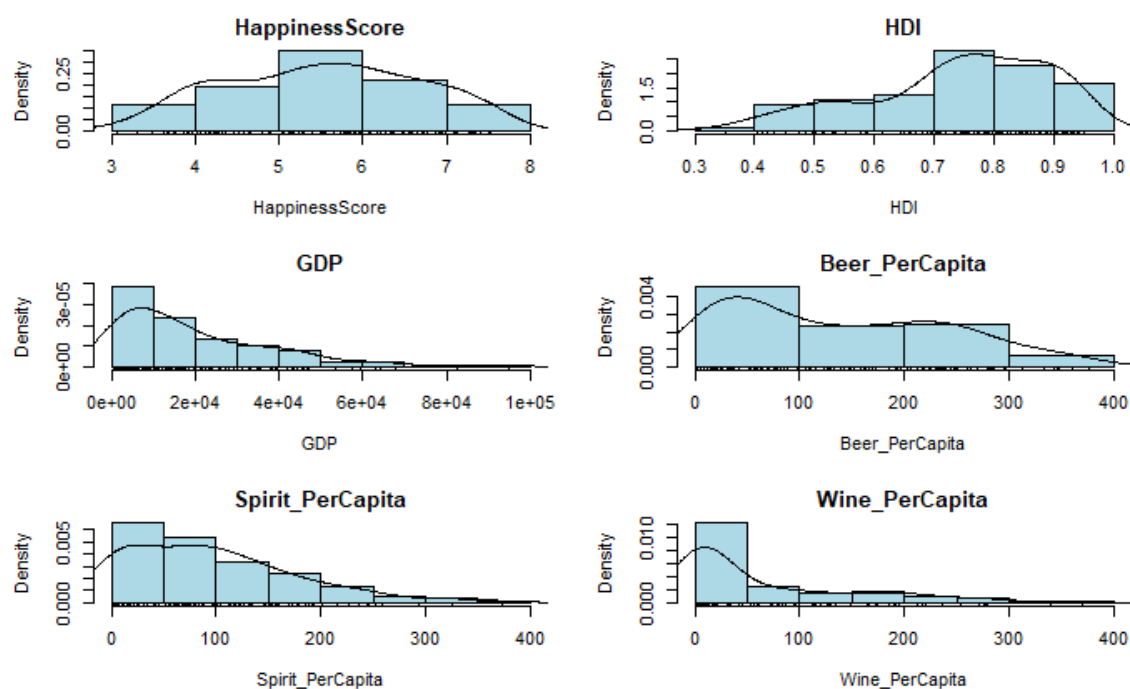 HappinessScore
Density
0.00 0.25
3 4 5 6 7 8
HappinessScore
HDI
Density
0.0 1.5
0.3 0.4 0.5 0.6 0.7 0.8 0.9 1.0
HDI
GDP
Density
0e+00 3e-05
0e+00 2e+04 4e+04 6e+04 8e+04 1e+05
GDP
Beer_PerCapita
Density
0.000 0.004
0 100 200 300 400
Beer_PerCapita
Spirit_PerCapita
Density
0.000 0.005
0 100 200 300 400
Spirit_PerCapita
Wine_PerCapita
Density
0.000 0.010
0 100 200 300 400
Wine_PerCapita